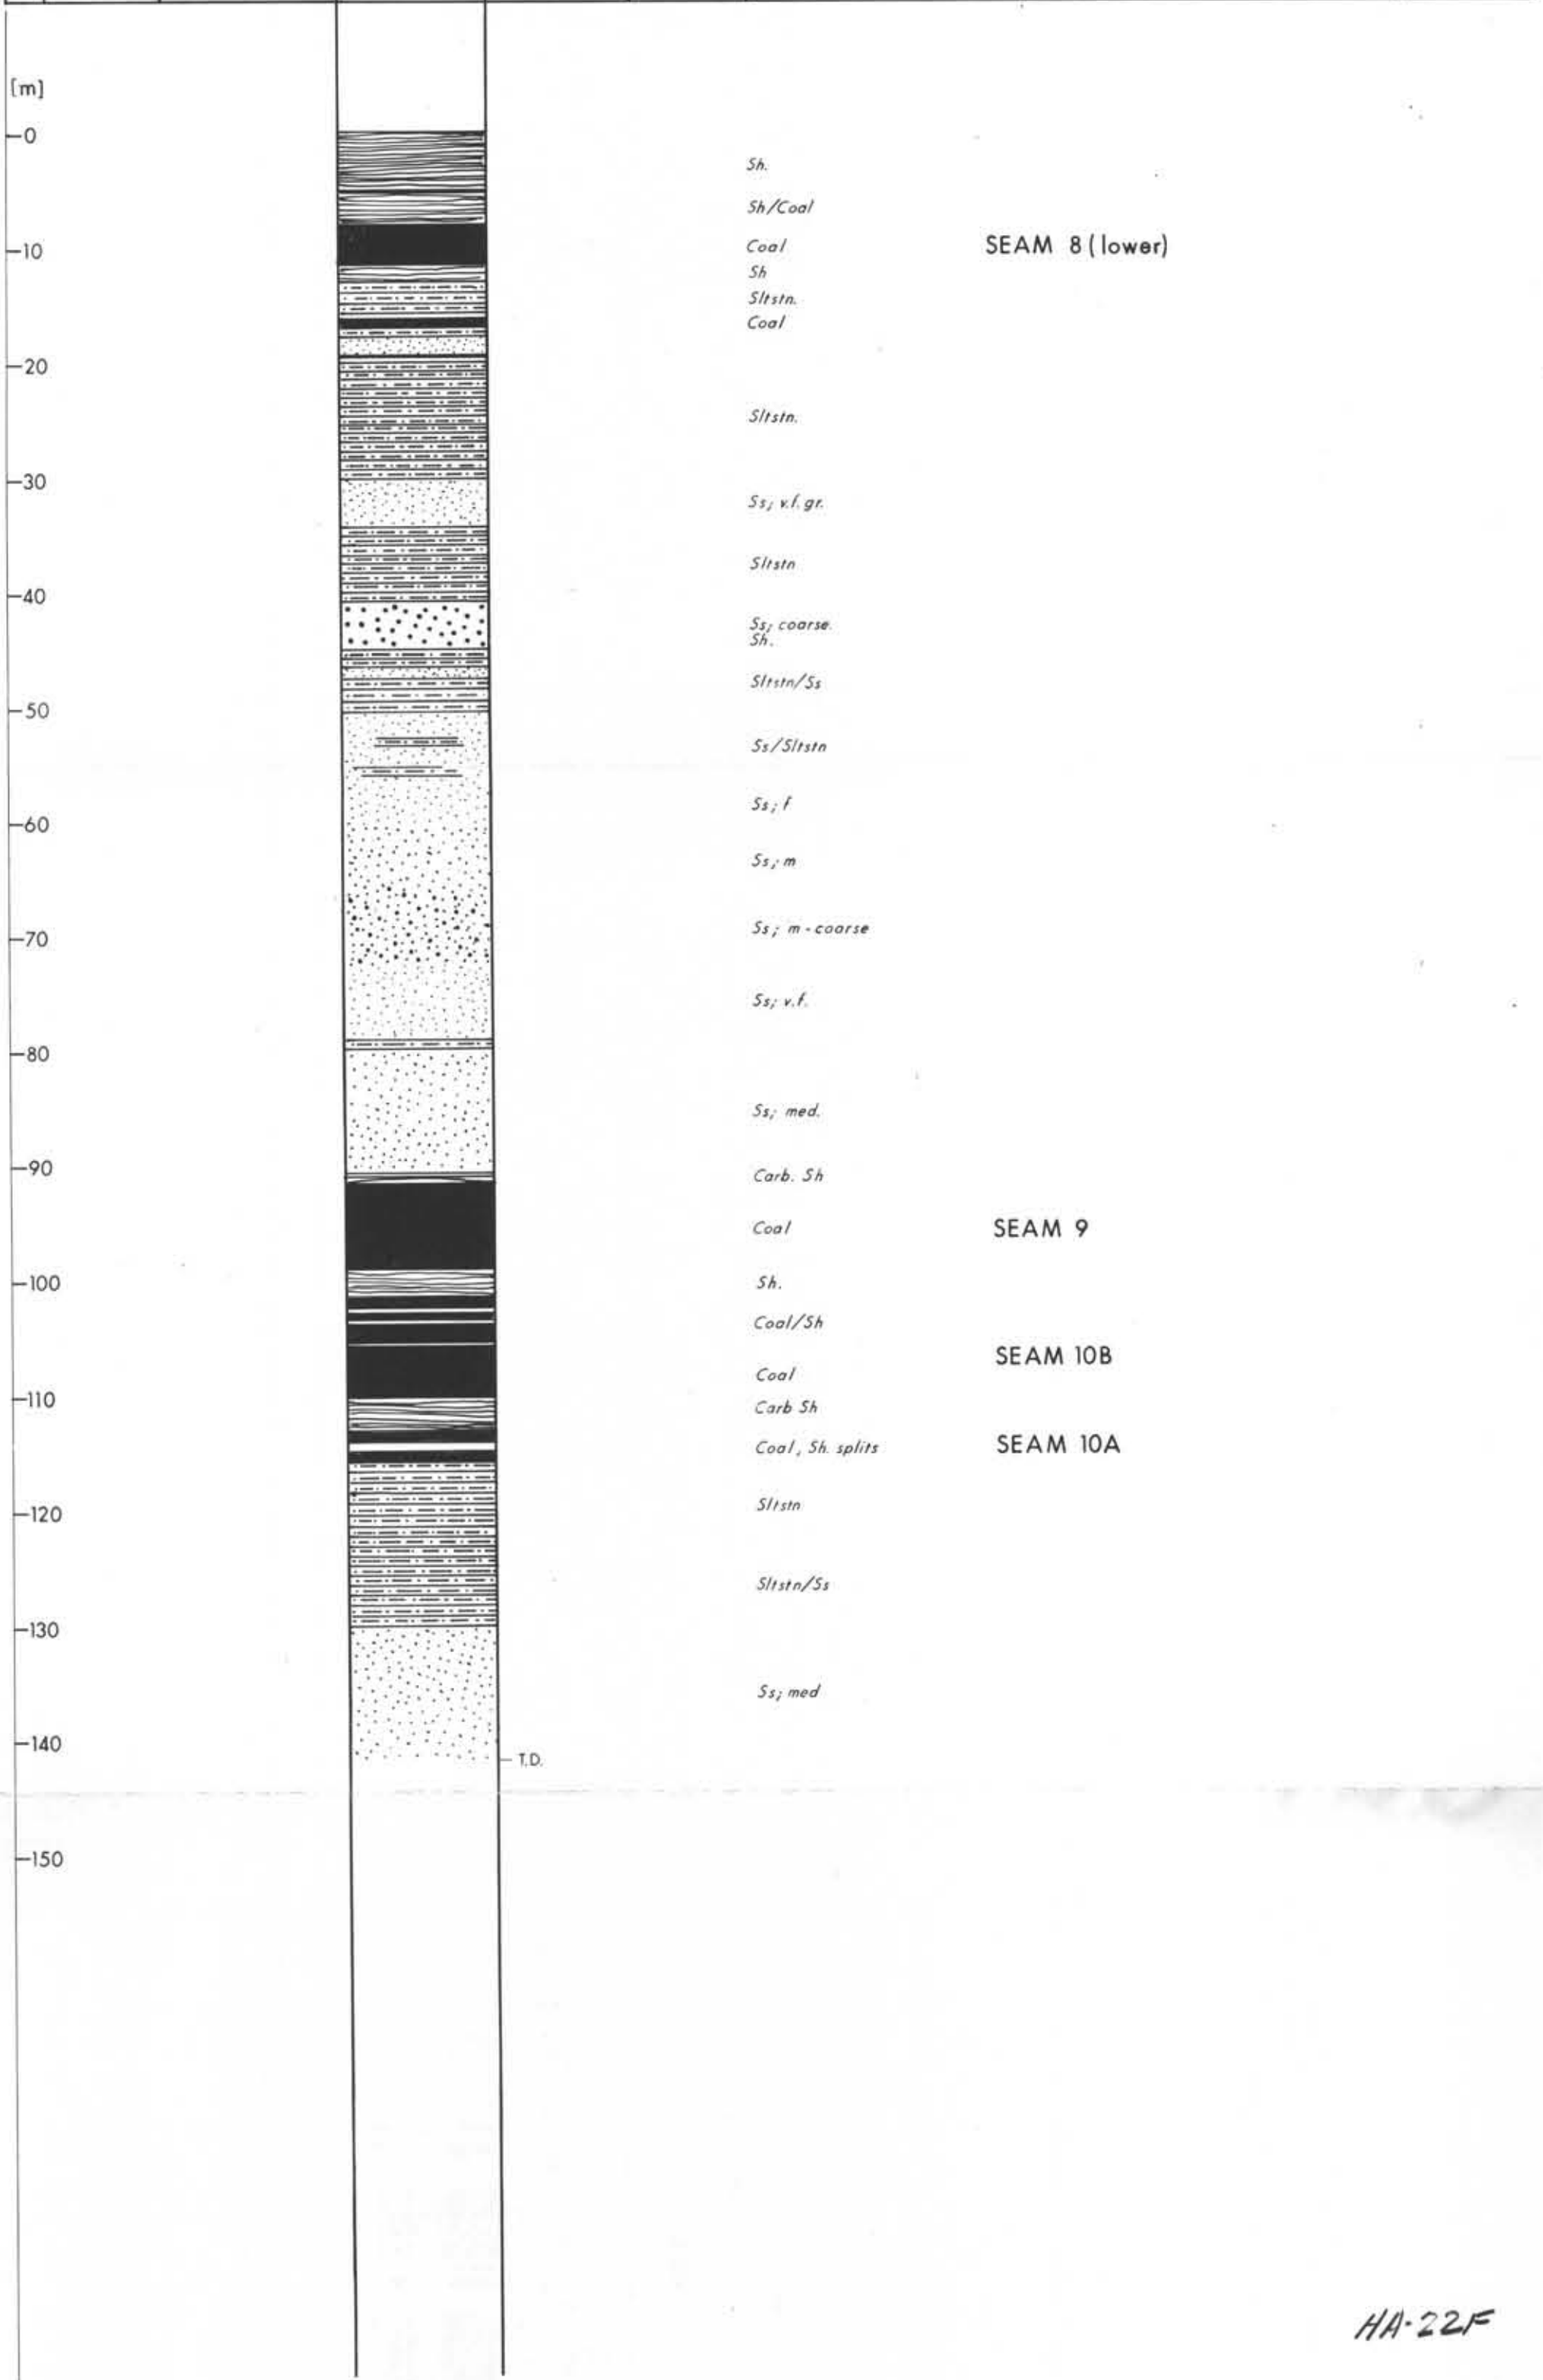 [m]
0
Sh.
Sh/Coal
10
Coal
SEAM 8 (lower)
Sh
Sltstn.
Coal
20
Sltstn.
30
Ss; v.f. gr.
Sltstn
40
Ss; coarse.
Sh.
Sltstn/Ss
50
Ss/Sltstn
Ss; f
60
Ss; m
Ss; m - coarse
70
Ss; v.f.
80
Ss; med.
90
Carb. Sh
Coal
SEAM 9
100
Sh.
Coal/Sh
SEAM 10B
Coal
110
Carb Sh
Coal, Sh. splits
SEAM 10A
Sltstn
120
Sltstn/Ss
130
Ss; med
140
T.D.
150
HA-22F